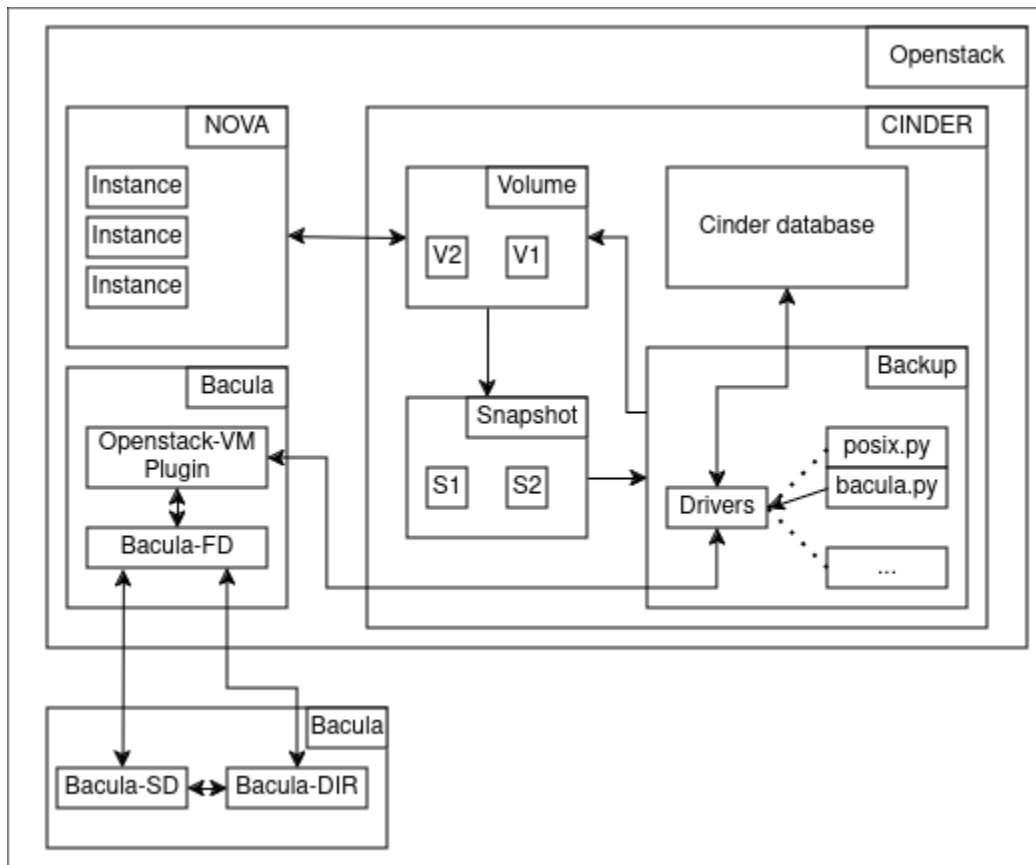 Openstack
NOVA
Instance
Instance
Instance
CINDER
Volume
V2
V1
Cinder database
Snapshot
S1
S2
Backup
posix.py
bacula.py
Drivers
...
Bacula
Openstack-VM
Plugin
Bacula-FD
Bacula
Bacula-SD
Bacula-DIR